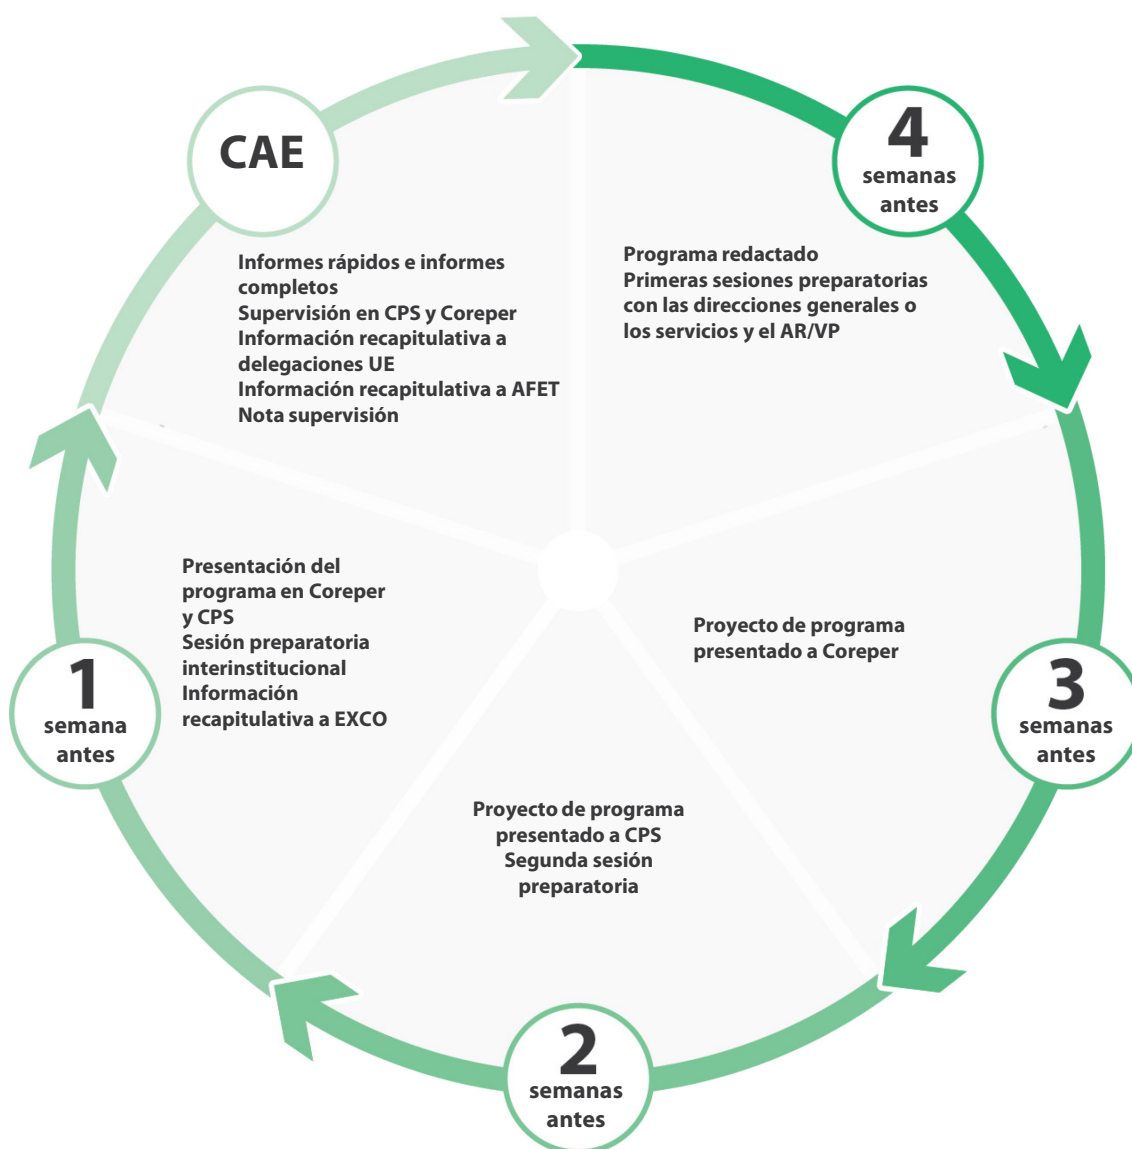 CAE
Informes rápidos e informes
completos
Supervisión en CPS y Coreper
Información recapitulativa a
delegaciones UE
Información recapitulativa a AFET
Nota supervisión
4
semanas
antes
Programa redactado
Primeras sesiones preparatorias
con las direcciones generales o
los servicios y el AR/VP
3
semanas
antes
Proyecto de programa
presentado a Coreper
2
semanas
antes
Proyecto de programa
presentado a CPS
Segunda sesión
preparatoria
1
semana
antes
Presentación del
programa en Coreper
y CPS
Sesión preparatoria
interinstitucional
Información
recapitulativa a EXCO